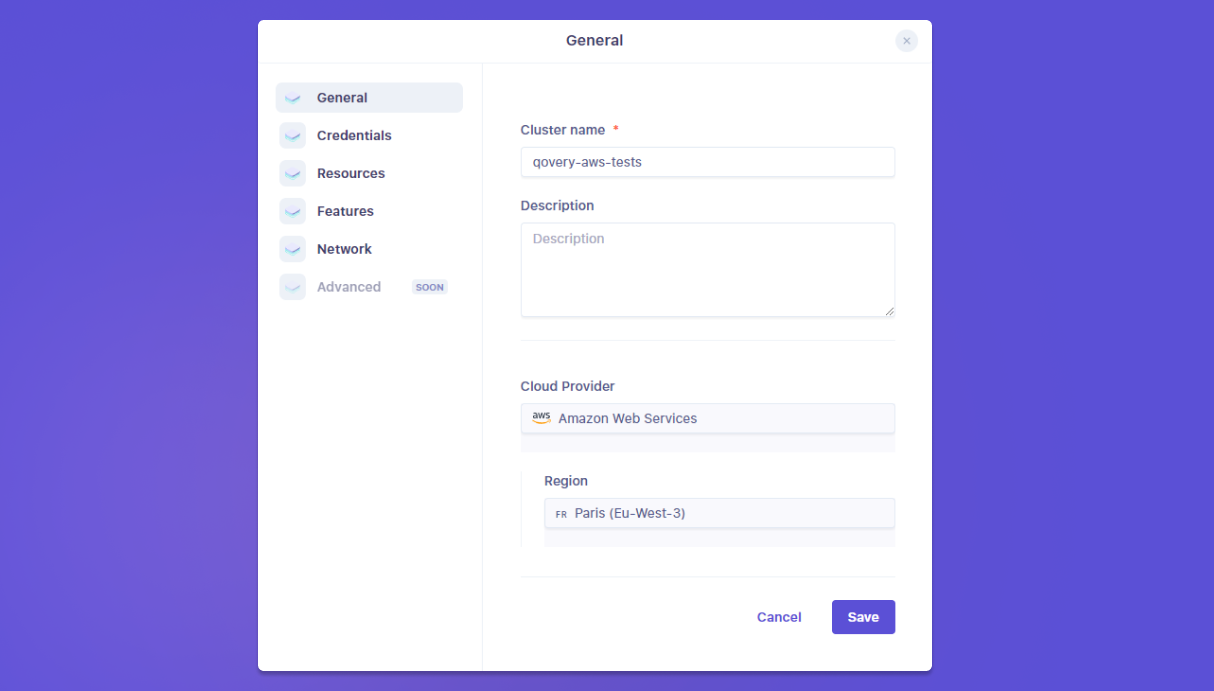 General
General
Credentials
Resources
Features
Network
Advanced SOON
Cluster name *
qovery-aws-tests
Description
Description
Cloud Provider
aws Amazon Web Services
Region
FR Paris (Eu-West-3)
Cancel Save